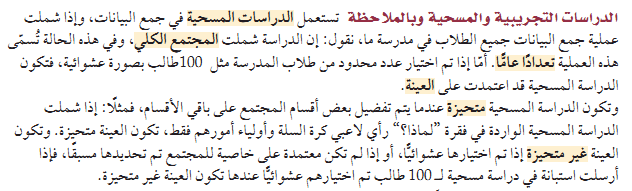 الدراسات التجريبية والمسحية وبالملاحظة تستعمل الدراسات المسحية في جمع البيانات، وإذا شملت
عملية جمع البيانات جميع الطلاب في مدرسة ما، نقول: إن الدراسة شملت المجتمع الكلي، وفي هذه الحالة تُسمّى
هذه العملية تعدادًا عامًّا. أمّا إذا تم اختيار عدد محدود من طلاب المدرسة مثل 100طالب بصورة عشوائية، فتكون
الدراسة المسحية قد اعتمدت على العينة.
وتكون الدراسة المسحية متحيزة عندما يتم تفضيل بعض أقسام المجتمع على باقي الأقسام، فمثلًا: إذا شملت
الدراسة المسحية الواردة في فقرة "لماذا؟" رأي لاعبي كرة السلة وأولياء أمورهم فقط، تكون العينة متحيزة. وتكون
العينة غير متحيزة إذا تم اختيارها عشوائيًّا، أو إذا لم تكن معتمدة على خاصية للمجتمع تم تحديدها مسبقًا، فإذا
أرسلت استبانة في دراسة مسحية لـ 100 طالب تم اختيارهم عشوائيًّا عندها تكون العينة غير متحيزة.